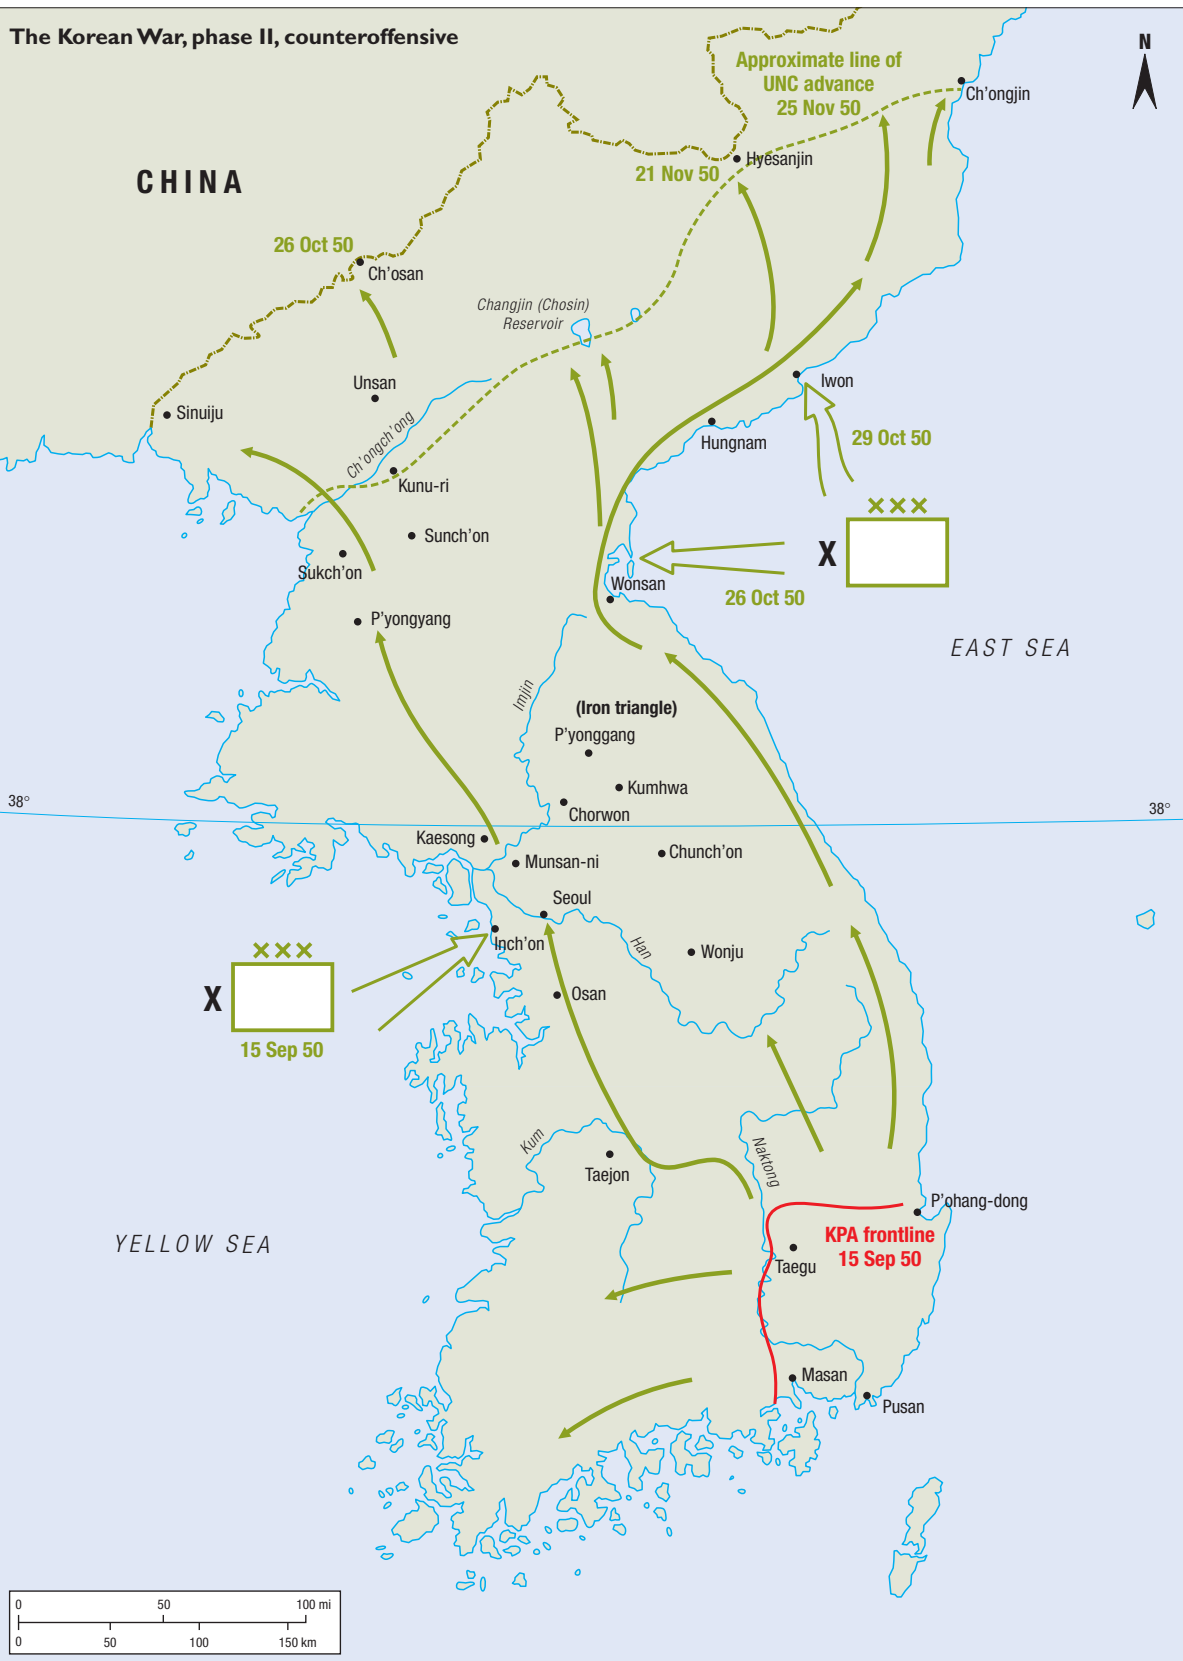 The Korean War, phase II, counteroffensive
N
Approximate line of
UNC advance
25 Nov 50
Ch'ongjin
Hyesanjin
21 Nov 50
CHINA
26 Oct 50
Ch'osan
Changjin (Chosin)
Reservoir
Unsan
Iwon
Sinuiju
Ch'ongch'ong
Hungnam
29 Oct 50
Kunu-ri
XXX
X
Sunch'on
Sukch'on
Wonsan
26 Oct 50
P'yongyang
EAST SEA
Imjin
(Iron triangle)
P'yonggang
Kumhwa
38°
38°
Chorwon
Kaesong
Munsan-ni
Chunch'on
Seoul
Inch'on
Han
Wonju
XXX
X
15 Sep 50
Osan
Kum
Taejon
Naktong
P'ohang-dong
KPA frontline
15 Sep 50
YELLOW SEA
Taegu
Masan
Pusan
0 50 100 mi
0 50 100 150 km